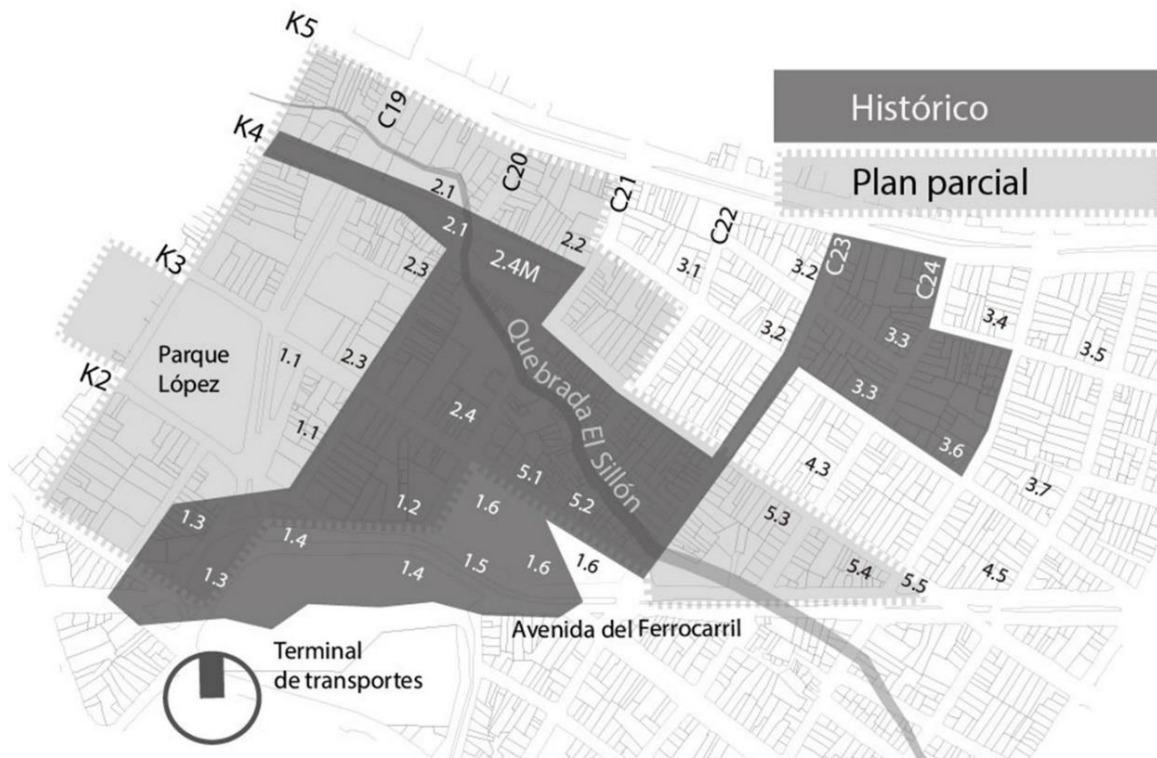 K5
Histórico
C19
K4
Plan parcial
C20
2.1
C21
C22
2.1
2.2
2.3
2.4M
3.1
3.2
C23
C24
K3
3.2
3.3
3.4
3.5
Parque
López
1.1
2.3
Quebrada El Sillón
3.3
K2
1.1
2.4
3.6
5.1
4.3
3.7
1.2
1.6
5.2
1.3
5.3
1.4
1.5
1.6
1.6
5.4
4.5
1.3
1.4
5.5
Avenida del Ferrocarril
Terminal
de transportes